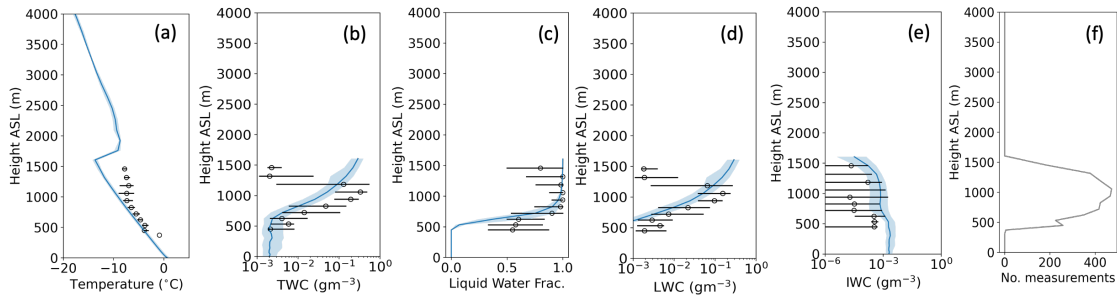 (a) (b) (c) (d) (e) (f)
4000 4000 4000 4000 4000 4000
3500 3500 3500 3500 3500 3500
3000 3000 3000 3000 3000 3000
2500 2500 2500 2500 2500 2500
2000 2000 2000 2000 2000 2000
1500 1500 1500 1500 1500 1500
1000 1000 1000 1000 1000 1000
500 500 500 500 500 500
0 0 0 0 0 0
Height ASL (m) Height ASL (m) Height ASL (m) Height ASL (m) Height ASL (m) Height ASL (m)
−20 −10 0 10⁻³ 10⁻² 10⁻¹ 10⁰ 0.0 0.5 1.0 10⁻³ 10⁻² 10⁻¹ 10⁰ 10⁻⁶ 10⁻³ 10⁰ 0 200 400
Temperature (°C) TWC (gm⁻³) Liquid Water Frac. LWC (gm⁻³) IWC (gm⁻³) No. measurements